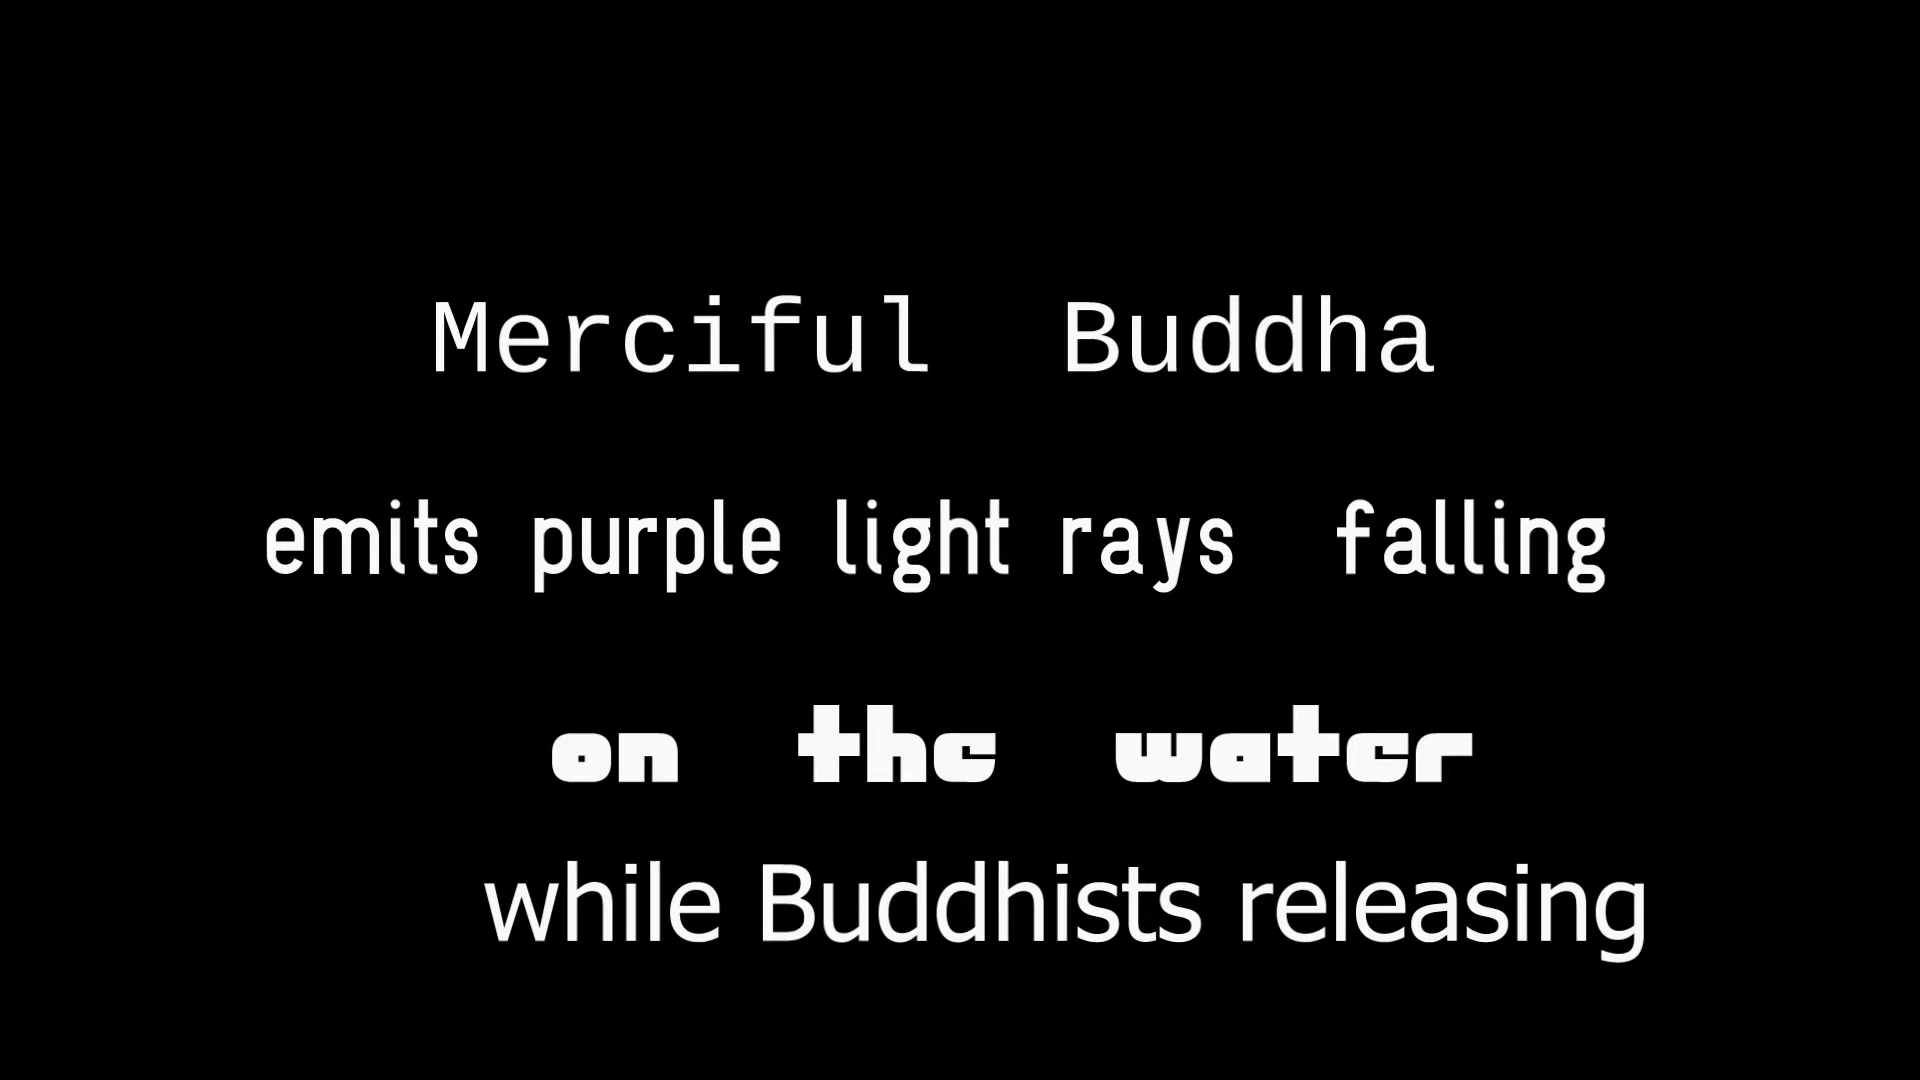 Merciful Buddha
emits purple light rays falling
on the water
while Buddhists releasing